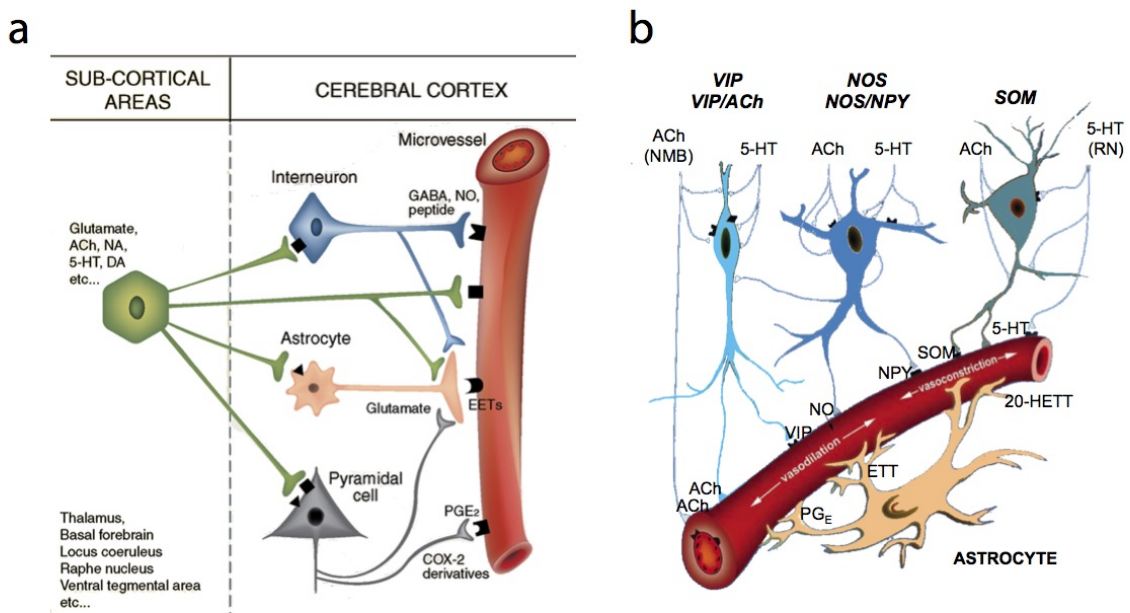 a
SUB-CORTICAL
AREAS
CEREBRAL CORTEX
Microvessel
Interneuron
GABA, NO,
peptide
Glutamate,
ACh, NA,
5-HT, DA
etc...
Astrocyte
Glutamate
EETs
Pyramidal
cell
PGE₂
COX-2
derivatives
Thalamus,
Basal forebrain
Locus coeruleus
Raphe nucleus
Ventral tegmental area
etc...
b
VIP
VIP/ACh
NOS
NOS/NPY
SOM
ACh
(NMB)
5-HT
ACh
5-HT
ACh
5-HT
(RN)
5-HT
SOM
NPY
vasoconstriction
NO
VIP
vasodilation
20-HETT
ETT
ACh
ACh
PGE
ASTROCYTE